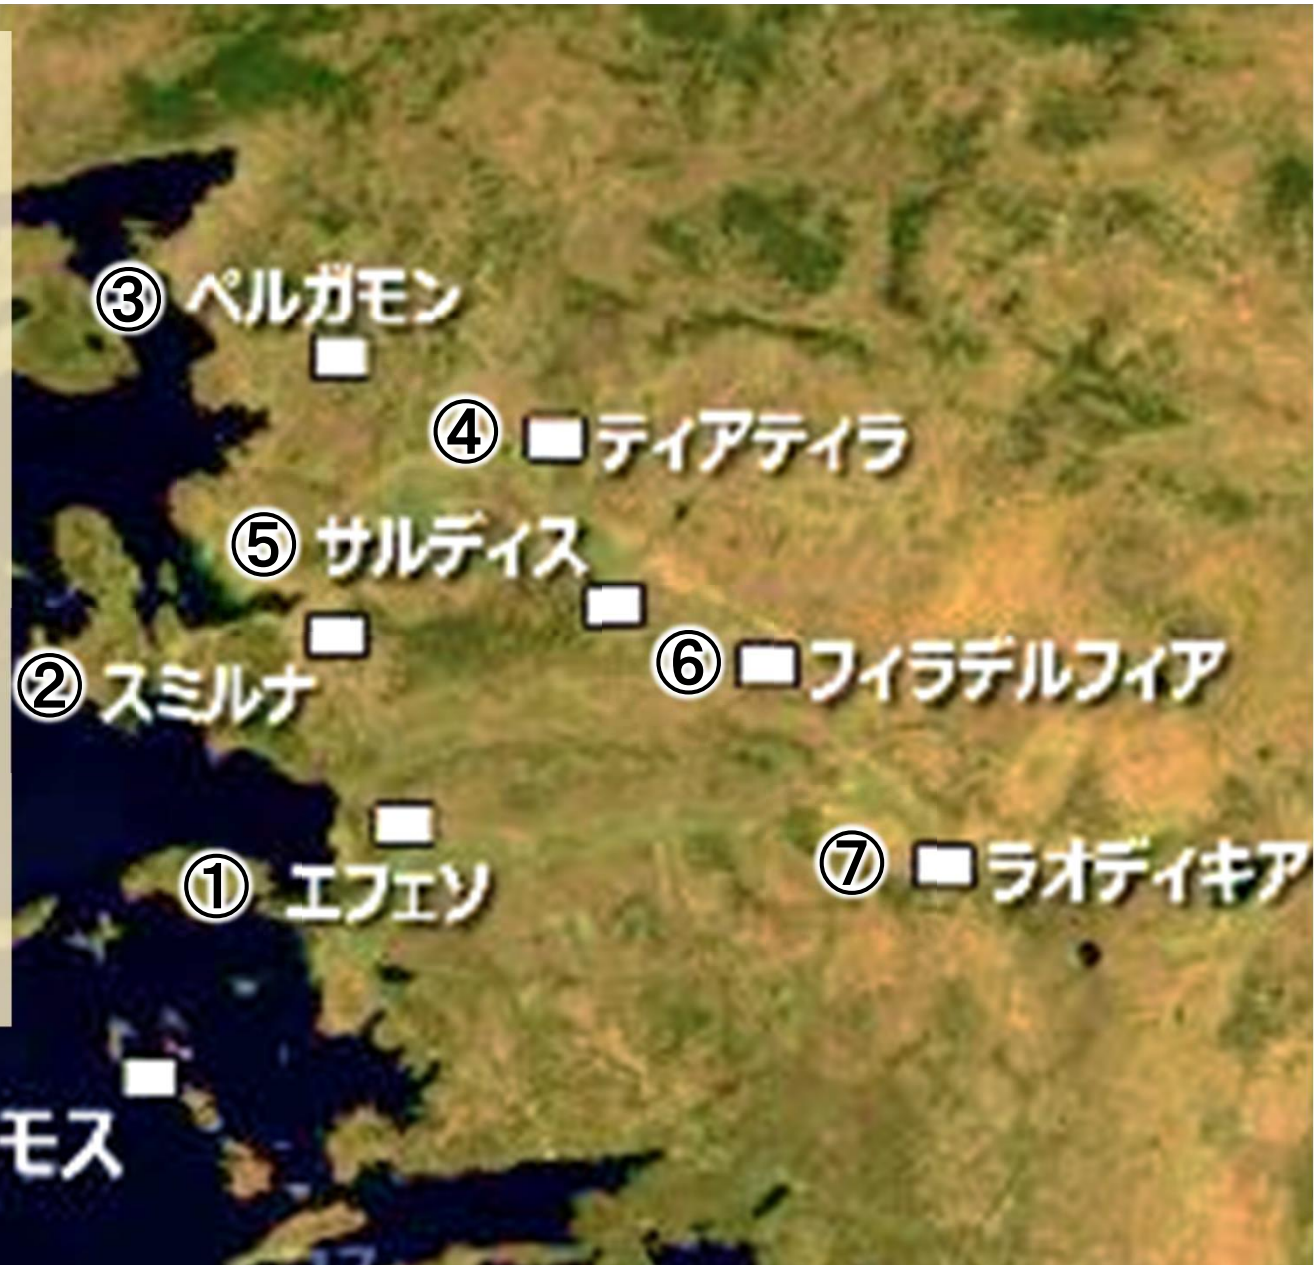 ③ ペルガモン
④ ティアティラ
⑤ サルディス
⑥ フィラデルフィア
② スミルナ
⑦ ラオディキア
① エフェソ
モス